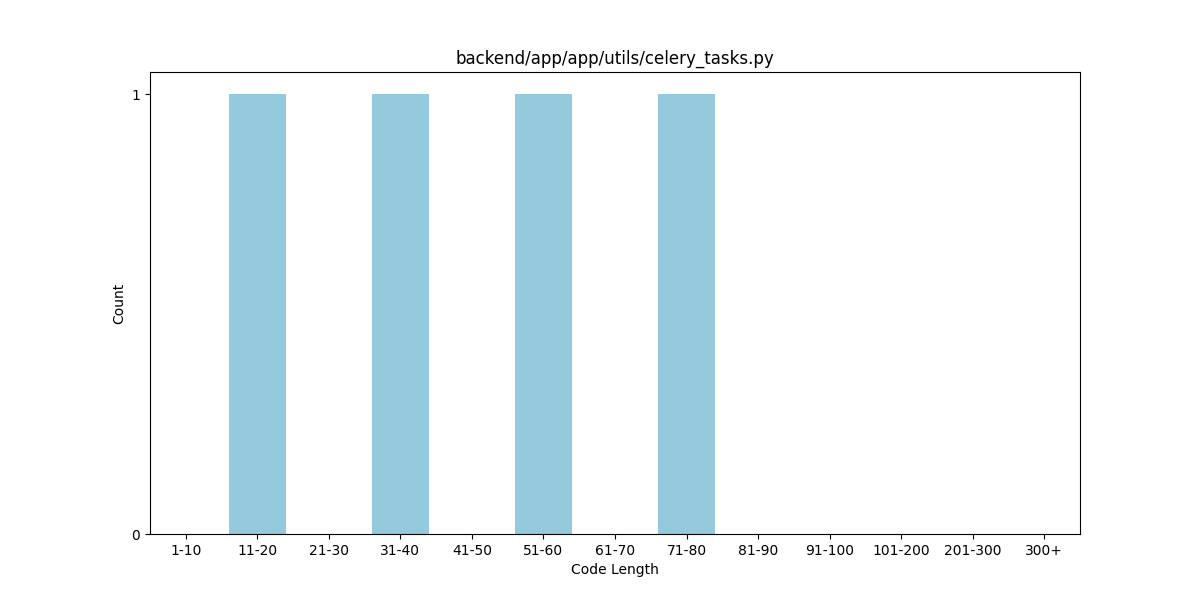 backend/app/app/utils/celery_tasks.py
1
Count
0
1-10 11-20 21-30 31-40 41-50 51-60 61-70 71-80 81-90 91-100 101-200 201-300 300+
Code Length